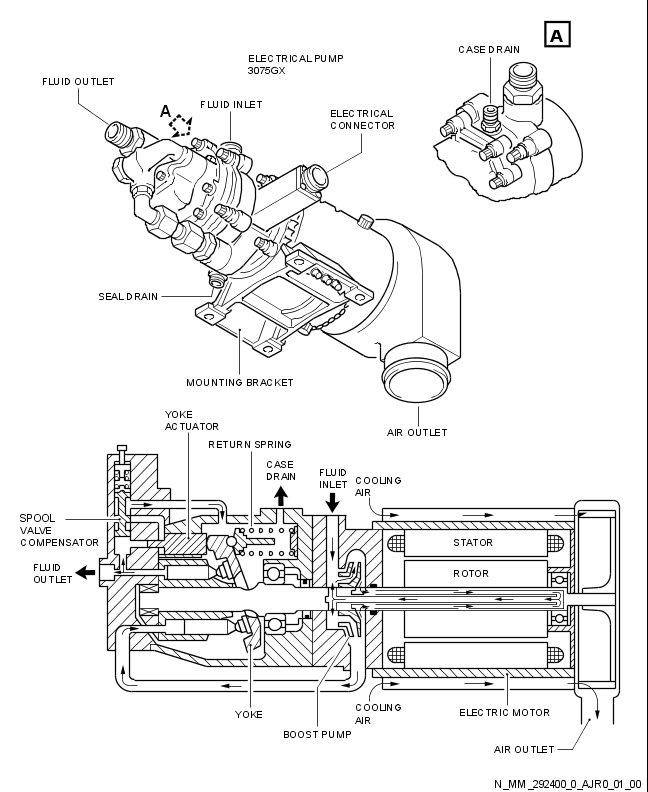 A
CASE DRAIN
ELECTRICAL PUMP
3075GX
FLUID OUTLET
A
FLUID INLET
ELECTRICAL
CONNECTOR
SEAL DRAIN
MOUNTING BRACKET
AIR OUTLET
YOKE
ACTUATOR
RETURN SPRING
CASE
DRAIN
FLUID
INLET
COOLING
AIR
SPOOL
VALVE
COMPENSATOR
STATOR
FLUID
OUTLET
ROTOR
YOKE
BOOST PUMP
COOLING
AIR
ELECTRIC MOTOR
AIR OUTLET
N_MM_292400_0_AJR0_01_00